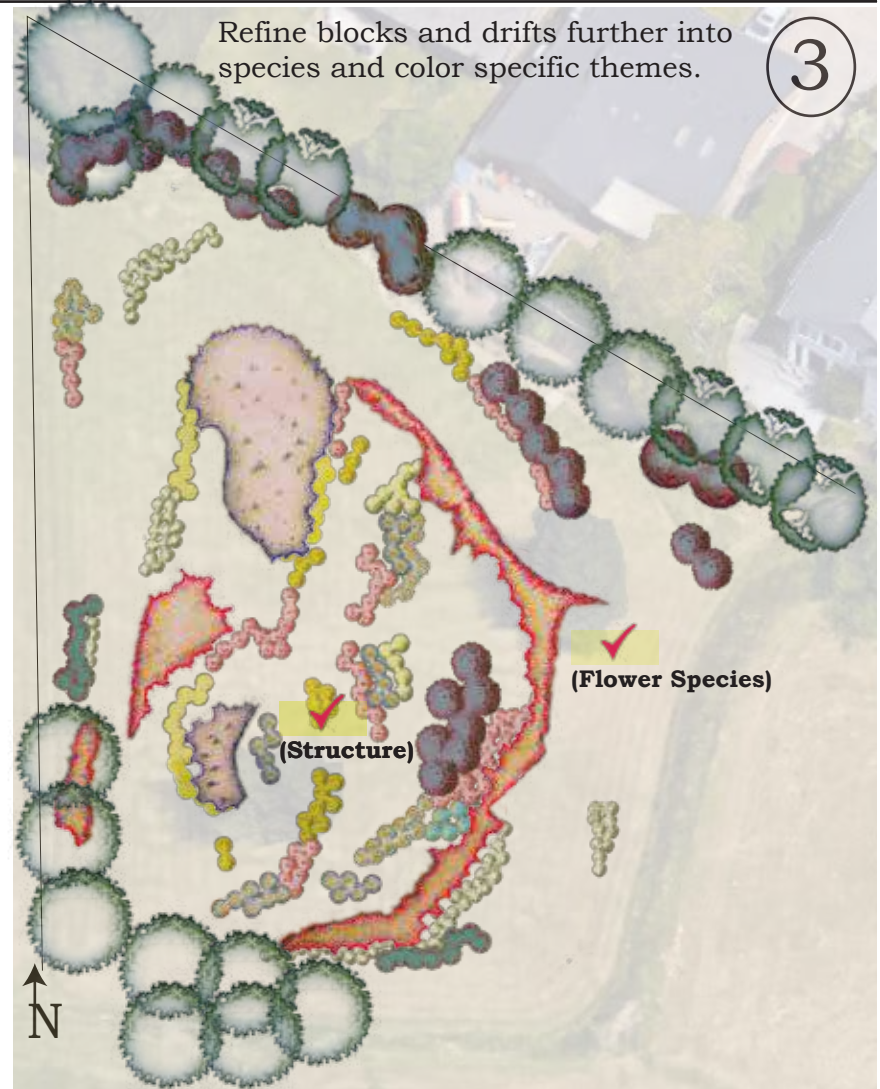 Refine blocks and drifts further into
species and color specific themes.
3
(Flower Species)
(Structure)
N